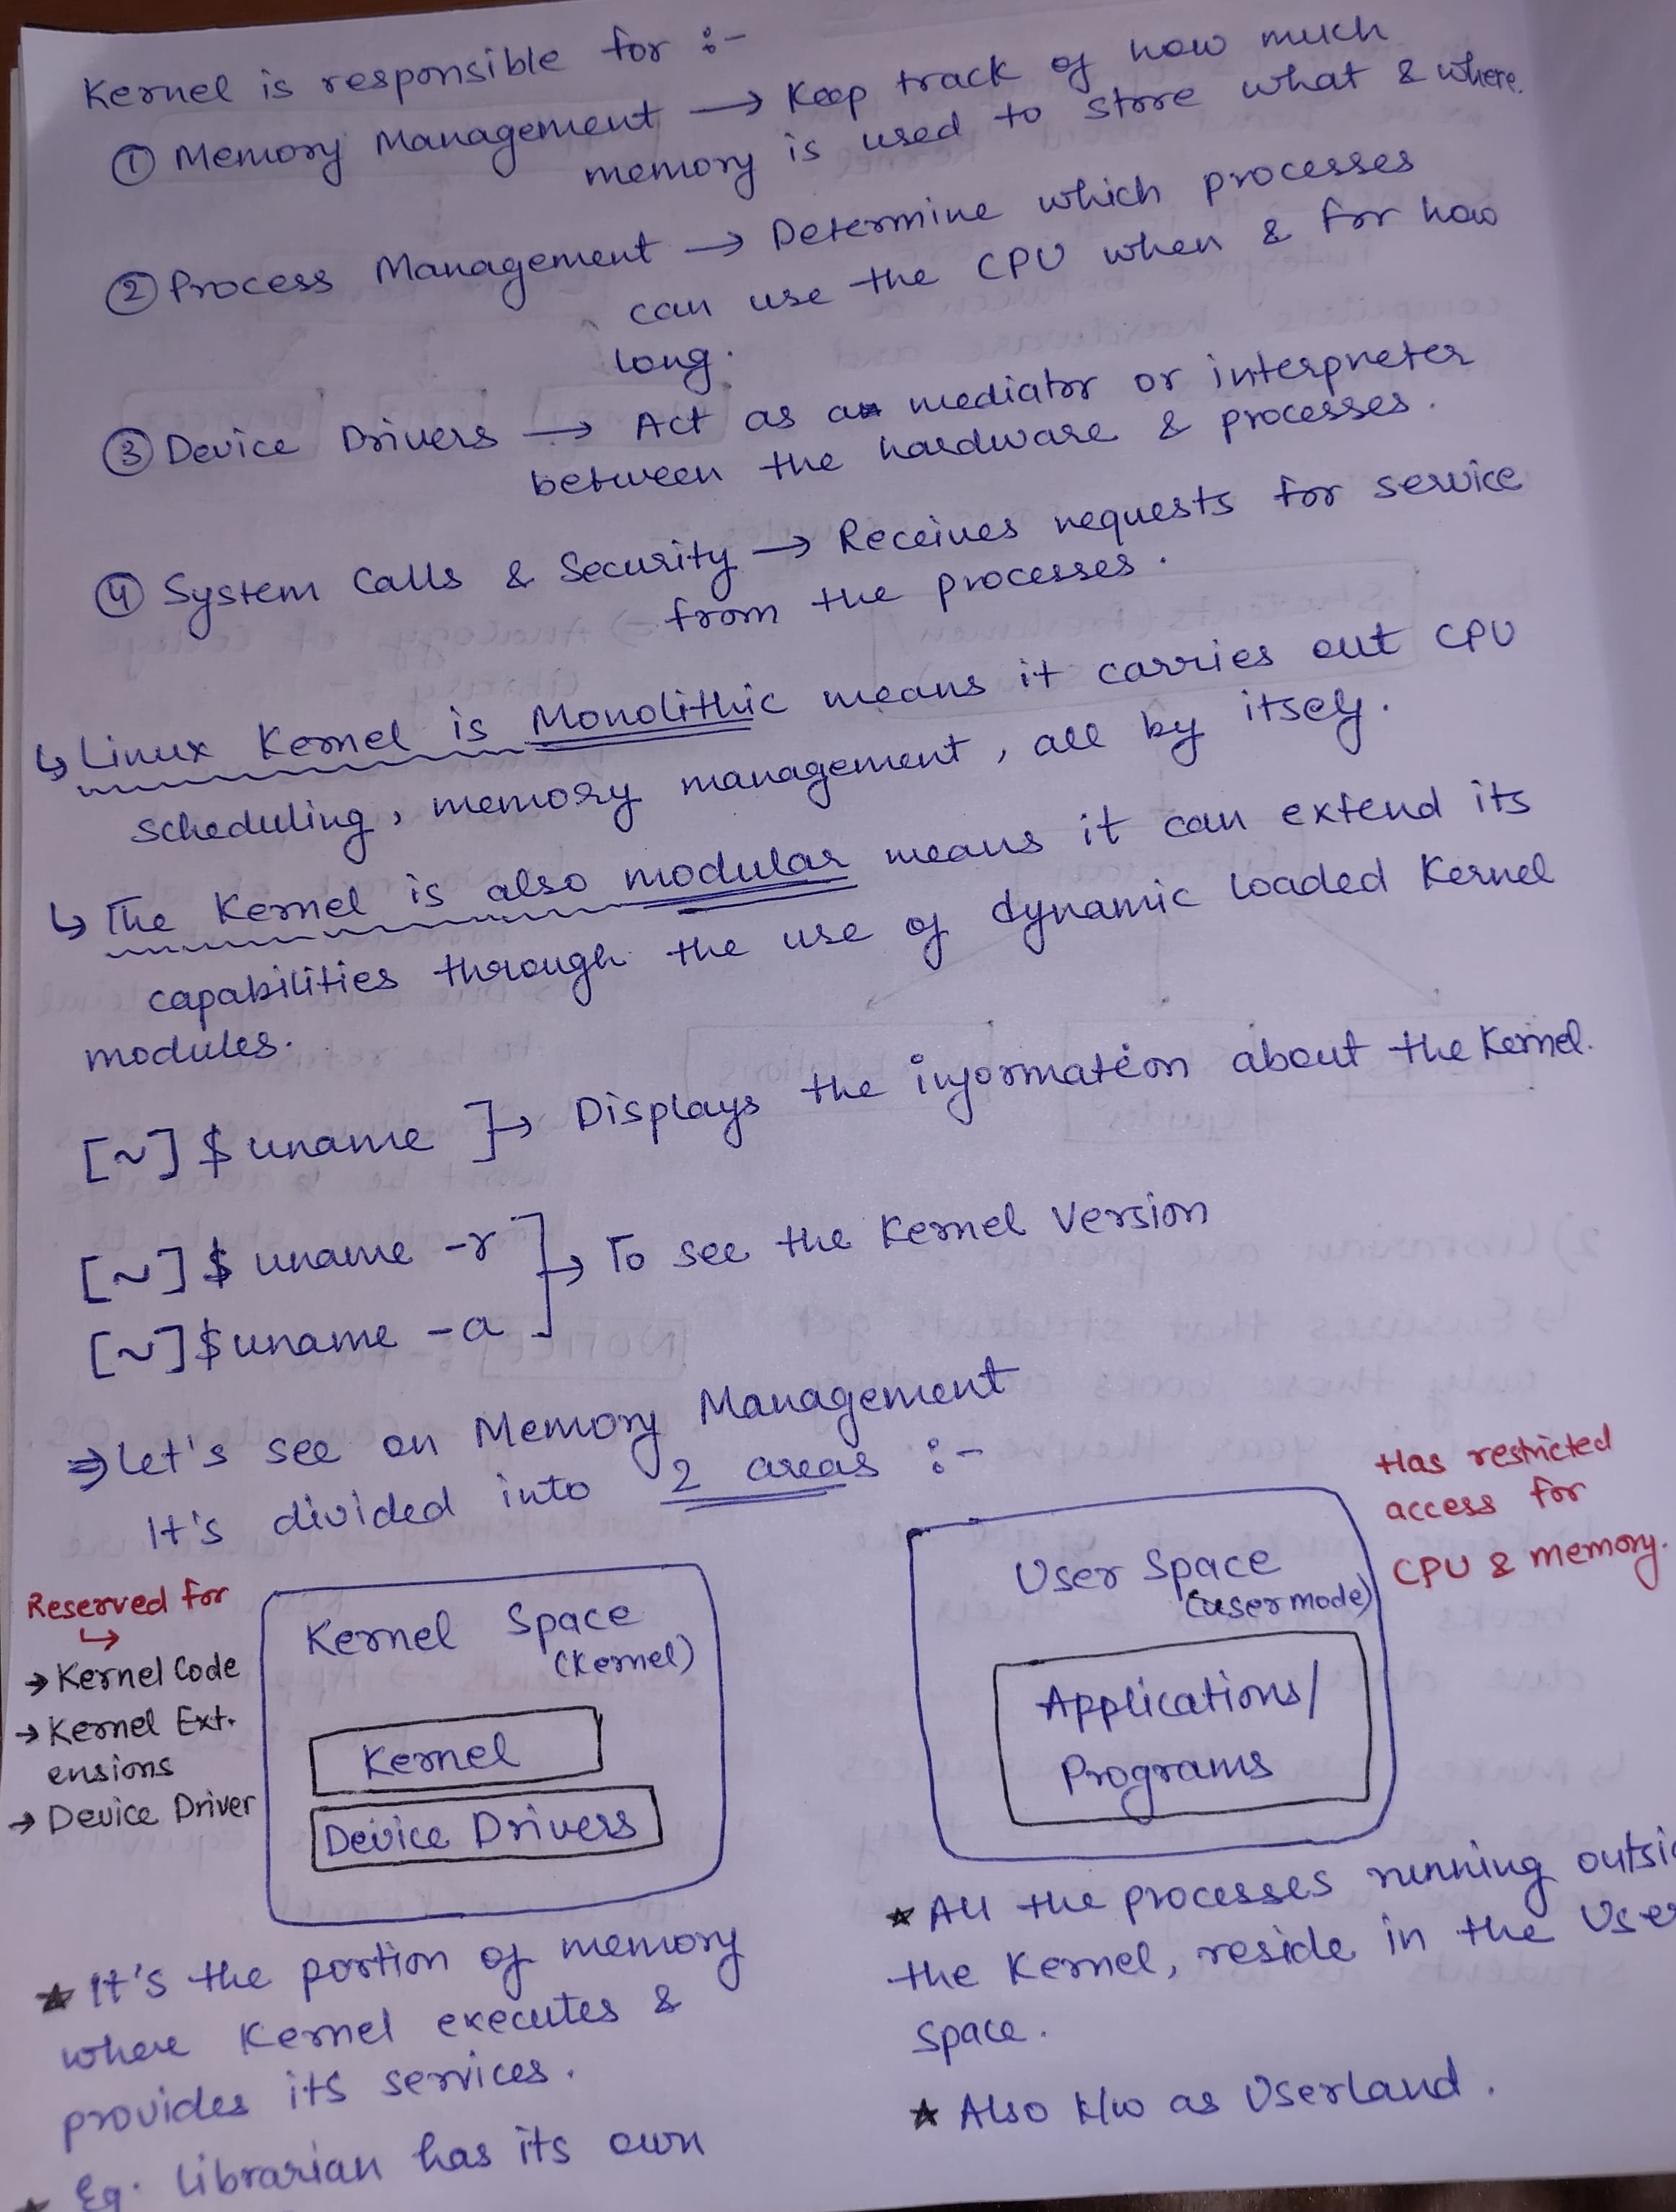 Kernel is responsible for :-
① Memory Management → Keep track of how much
memory is used to store what & where.
② Process Management → Determine which processes
can use the CPU when & for how
long.
③ Device Drivers → Act as a mediator or interpreter
between the hardware & processes.
④ System Calls & Security → Receives requests for service
from the processes.
↳ Linux Kernel is Monolithic means it carries out CPU
scheduling, memory management, all by itself.
↳ The Kernel is also modular means it can extend its
capabilities through the use of dynamic loaded Kernel
modules.
[~]$ uname ]→ Displays the information about the Kernel.
[~]$ uname -r ]→ To see the Kernel Version
[~]$ uname -a
⇒ Let's see on Memory Management
It's divided into 2 areas :-
Reserved for
↳
→ Kernel Code
→ Kernel Ext.
ensions
→ Device Driver
Kernel Space
(Kernel)
Kernel
Device Drivers
★ It's the portion of memory
where Kernel executes &
provides its services.
★ Eg. Librarian has its own
Has restricted
access for
CPU & memory.
User Space
(user mode)
Applications/
Programs
★ All the processes running outsi
the Kernel, reside in the User
Space.
★ Also k/w as Userland.